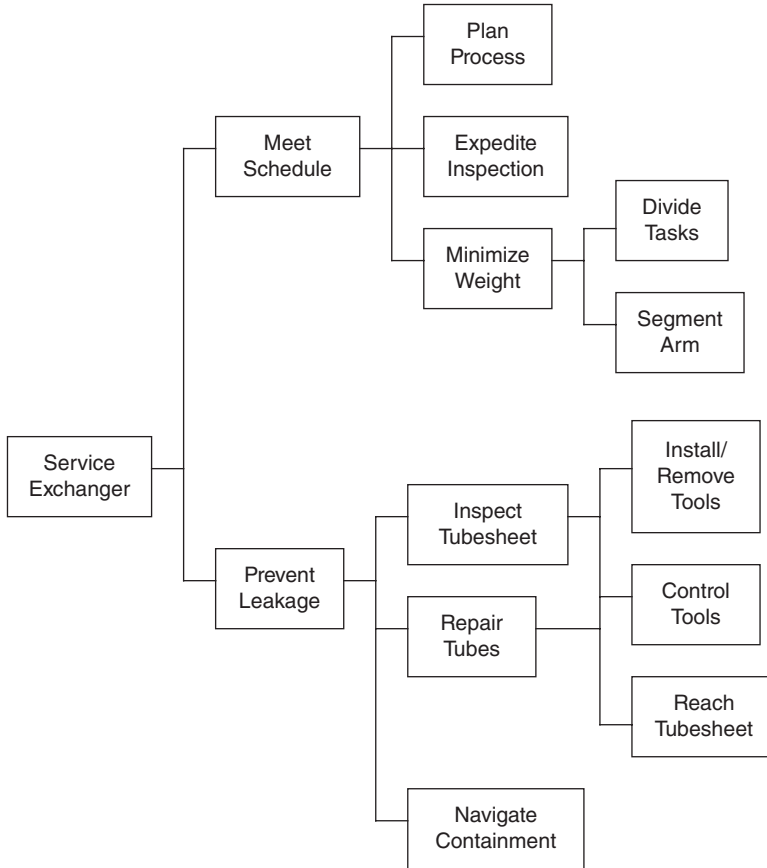 Plan
Process
Meet
Schedule
Expedite
Inspection
Minimize
Weight
Divide
Tasks
Segment
Arm
Service
Exchanger
Prevent
Leakage
Inspect
Tubesheet
Repair
Tubes
Navigate
Containment
Install/
Remove
Tools
Control
Tools
Reach
Tubesheet